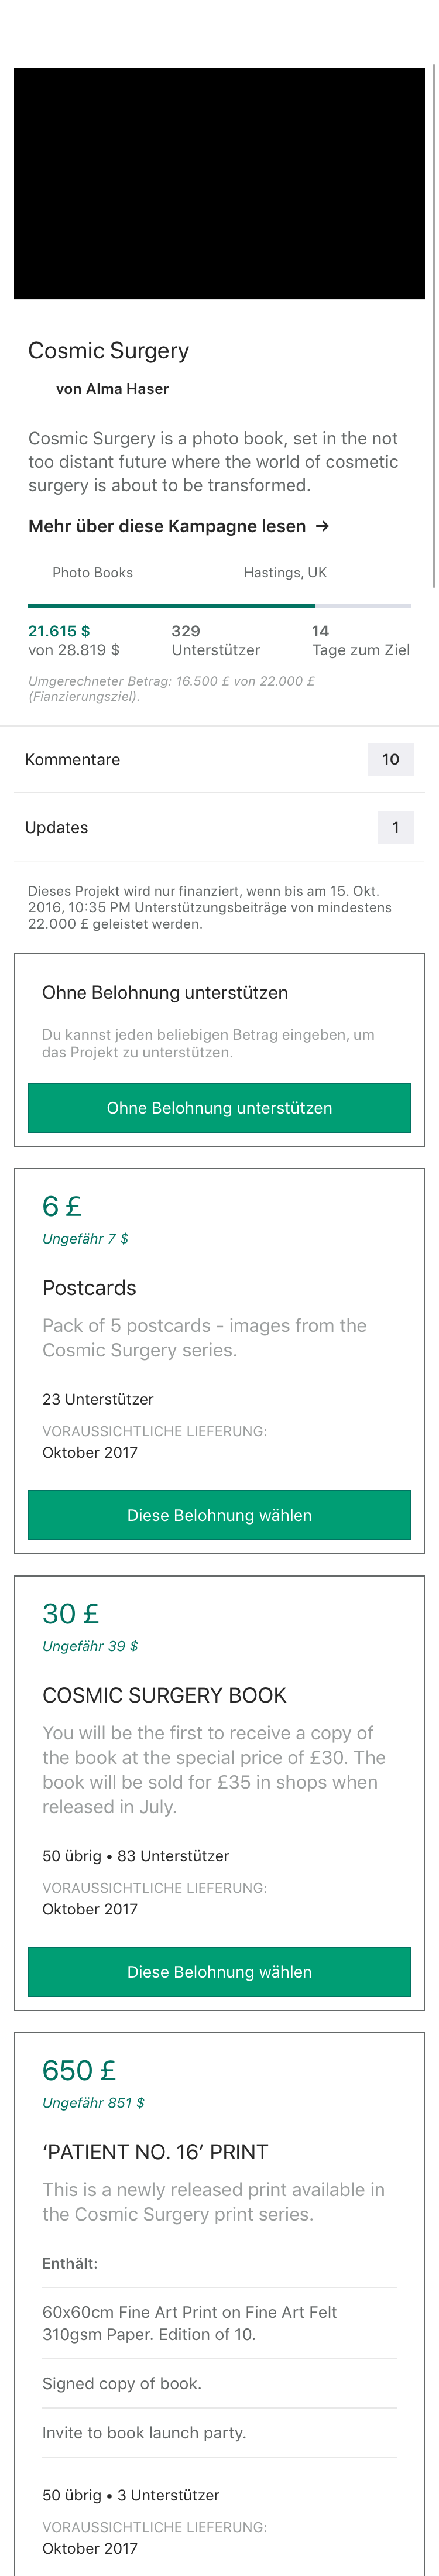 Cosmic Surgery
von Alma Haser
Cosmic Surgery is a photo book, set in the not
too distant future where the world of cosmetic
surgery is about to be transformed.
Mehr über diese Kampagne lesen →
Photo Books
Hastings, UK
21.615 $
von 28.819 $
329
Unterstützer
14
Tage zum Ziel
Umgerechneter Betrag: 16.500 £ von 22.000 £
(Fianzierungsziel).
Kommentare
10
Updates
1
Dieses Projekt wird nur finanziert, wenn bis am 15. Okt.
2016, 10:35 PM Unterstützungsbeiträge von mindestens
22.000 £ geleistet werden.
Ohne Belohnung unterstützen
Du kannst jeden beliebigen Betrag eingeben, um
das Projekt zu unterstützen.
Ohne Belohnung unterstützen
6 £
Ungefähr 7 $
Postcards
Pack of 5 postcards - images from the
Cosmic Surgery series.
23 Unterstützer
VORAUSSICHTLICHE LIEFERUNG:
Oktober 2017
Diese Belohnung wählen
30 £
Ungefähr 39 $
COSMIC SURGERY BOOK
You will be the first to receive a copy of
the book at the special price of £30. The
book will be sold for £35 in shops when
released in July.
50 übrig • 83 Unterstützer
VORAUSSICHTLICHE LIEFERUNG:
Oktober 2017
Diese Belohnung wählen
650 £
Ungefähr 851 $
‘PATIENT NO. 16’ PRINT
This is a newly released print available in
the Cosmic Surgery print series.
Enthält:
60x60cm Fine Art Print on Fine Art Felt
310gsm Paper. Edition of 10.
Signed copy of book.
Invite to book launch party.
50 übrig • 3 Unterstützer
VORAUSSICHTLICHE LIEFERUNG:
Oktober 2017